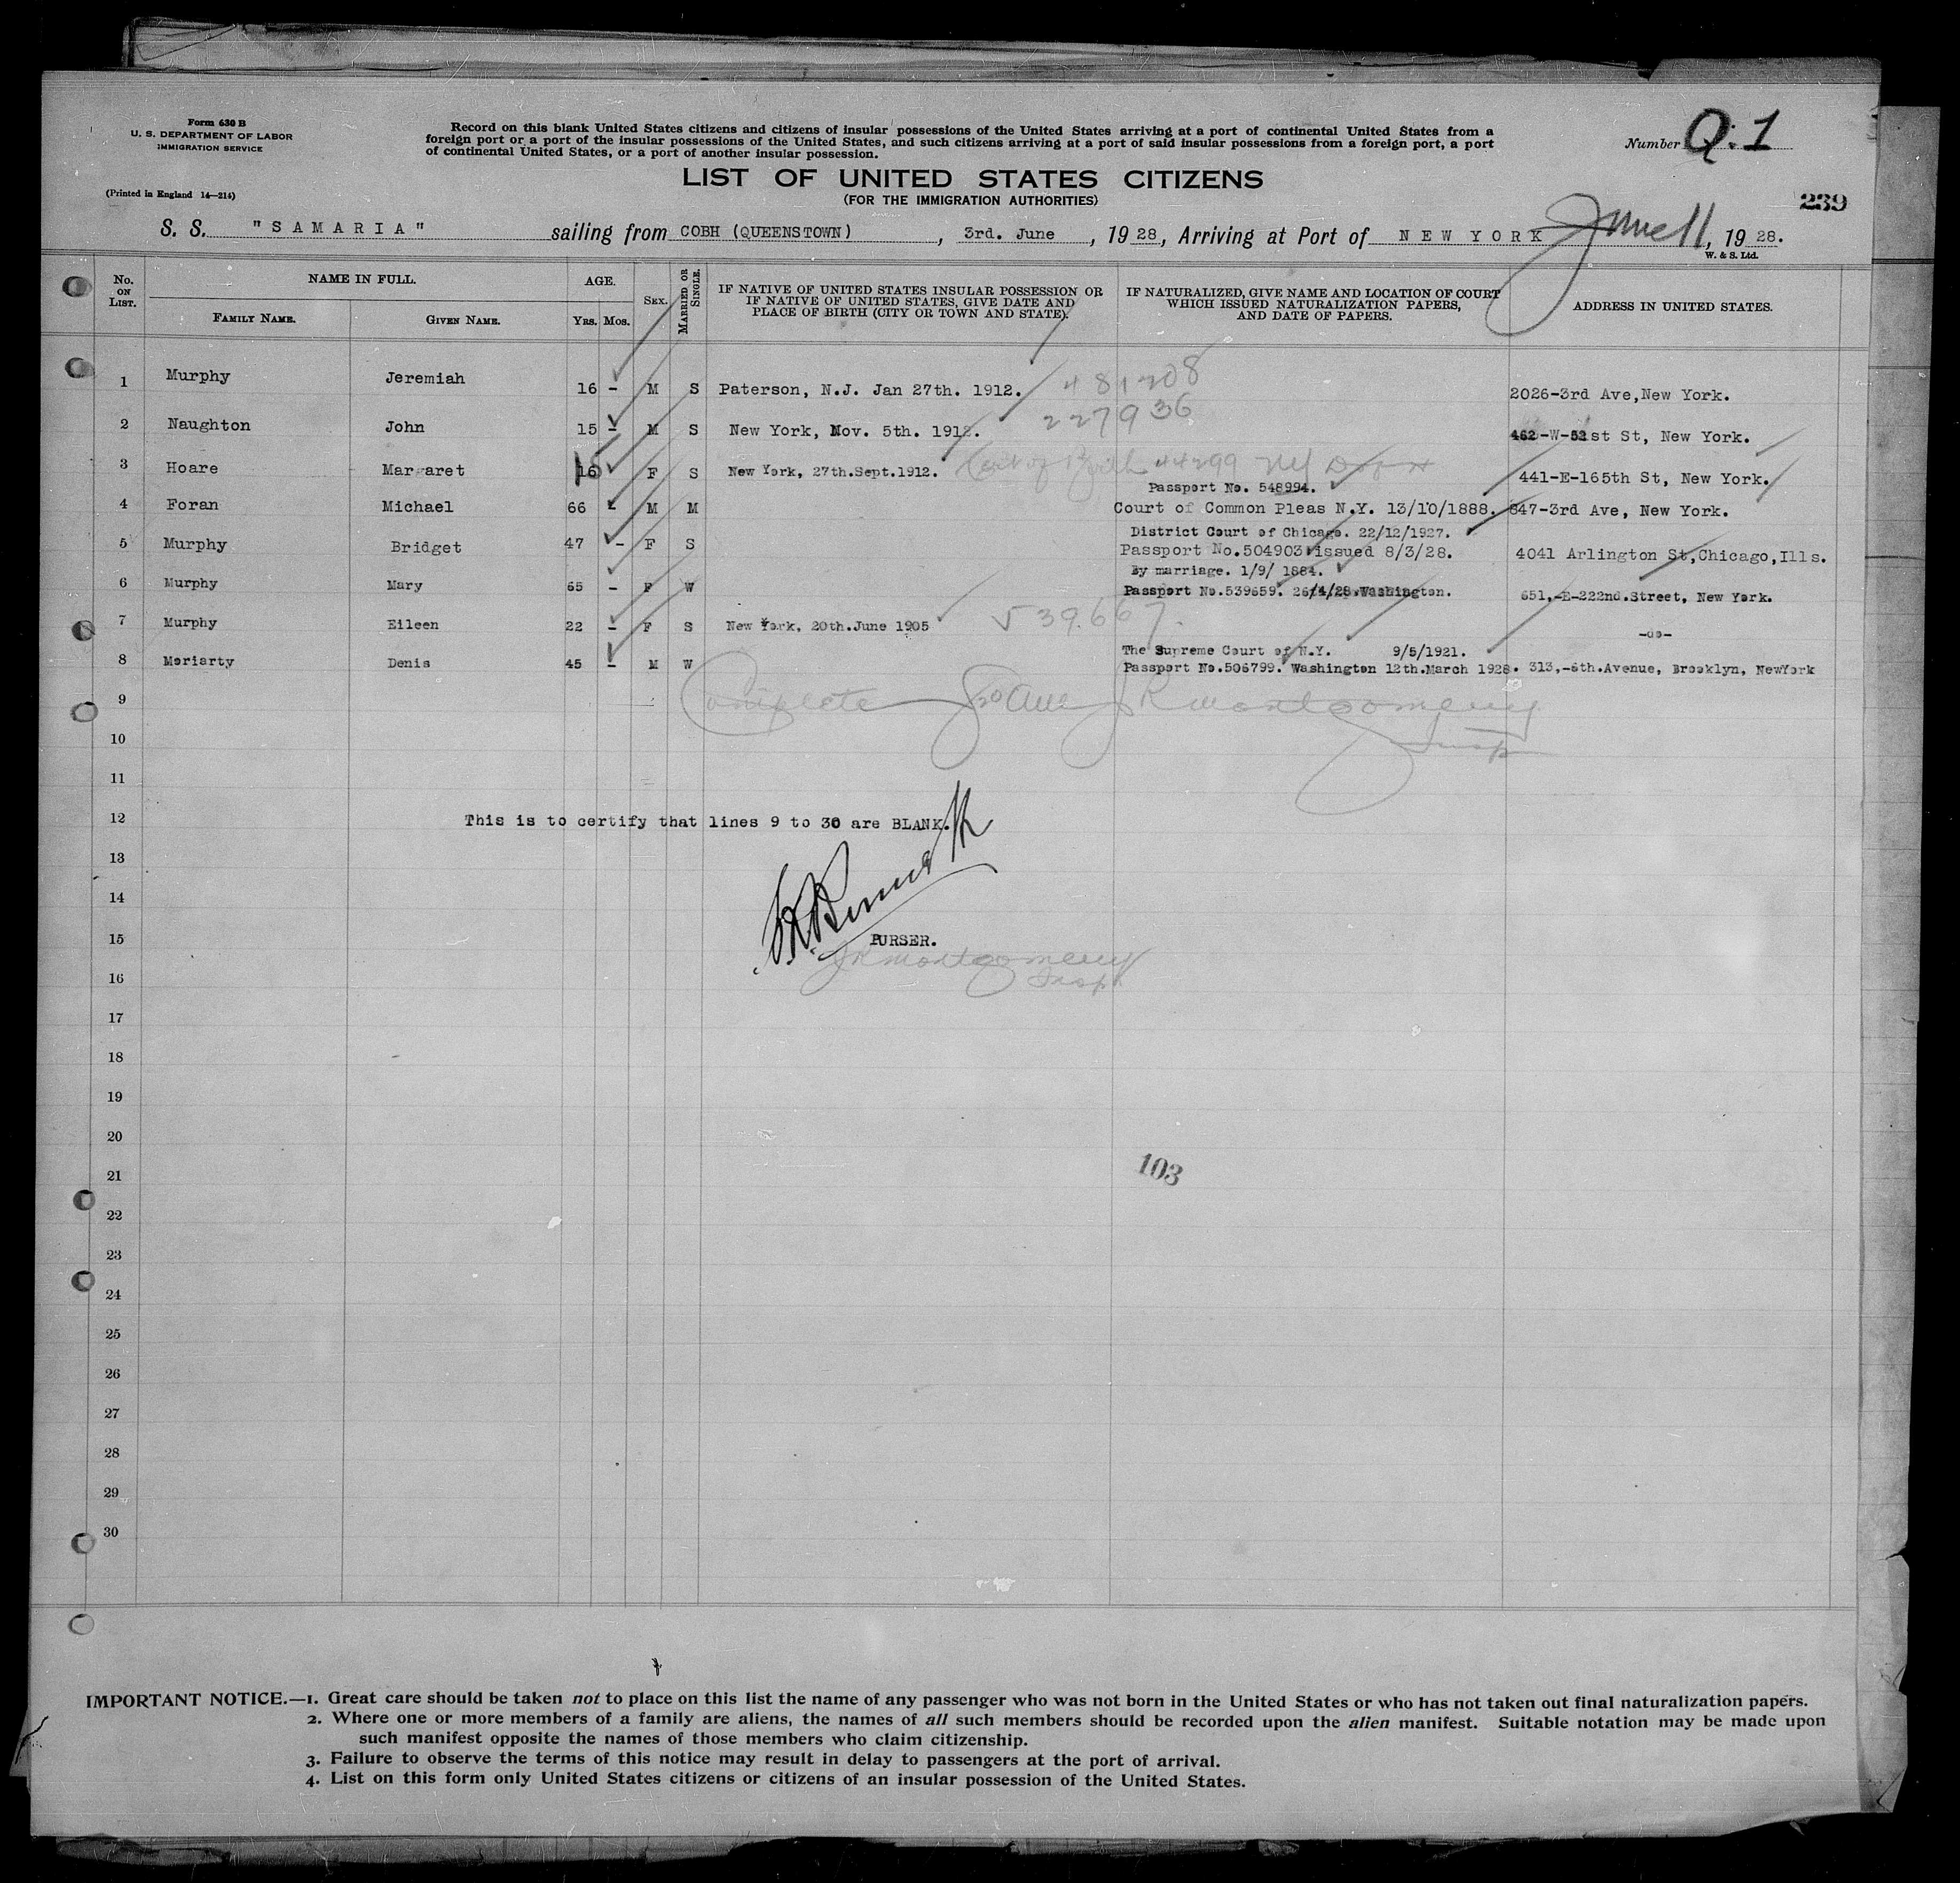 Form 630 B
U. S. DEPARTMENT OF LABOR
IMMIGRATION SERVICE
(Printed in England 14—214)
Record on this blank United States citizens and citizens of insular possessions of the United States arriving at a port of continental United States from a
foreign port or a port of the insular possessions of the United States, and such citizens arriving at a port of said insular possessions from a foreign port, a port
of continental United States, or a port of another insular possession.
Number Q.1
LIST OF UNITED STATES CITIZENS
(FOR THE IMMIGRATION AUTHORITIES)
239
S. S. "SAMARIA" sailing from COBH (QUEENSTOWN), 3rd. June, 1928, Arriving at Port of NEW YORK June 11, 1928.
W. & S. Ltd.
No. ON LIST. NAME IN FULL. FAMILY NAME. GIVEN NAME. AGE. Yrs. Mos. SEX. MARRIED OR SINGLE. IF NATIVE OF UNITED STATES INSULAR POSSESSION OR IF NATIVE OF UNITED STATES, GIVE DATE AND PLACE OF BIRTH (CITY OR TOWN AND STATE). IF NATURALIZED, GIVE NAME AND LOCATION OF COURT WHICH ISSUED NATURALIZATION PAPERS, AND DATE OF PAPERS. ADDRESS IN UNITED STATES.
1 Murphy Jeremiah 16 - M S Paterson, N.J. Jan 27th. 1912. 481208 2026-3rd Ave,New York.
2 Naughton John 15 - M S New York, Nov. 5th. 1912. 227936 462-W-51st St, New York.
3 Hoare Margaret F S New York, 27th.Sept.1912. Cert of Birth 44299 441-E-165th St, New York.
Passport No. 548994.
4 Foran Michael 66 - M M Court of Common Pleas N.Y. 13/10/1888. 847-3rd Ave, New York.
District Court of Chicago. 22/12/1927.
5 Murphy Bridget 47 - F S Passport No.504903 issued 8/3/28. 4041 Arlington St,Chicago,Ills.
By marriage. 1/9/ 1884.
6 Murphy Mary 65 - F W Passport No.539659. 26/4/28.Washington. 651,-E-222nd.Street, New York.
7 Murphy Eileen 22 - F S New York, 20th.June 1905 539.667. -do-
The Supreme Court of N.Y. 9/5/1921.
8 Moriarty Denis 45 - M W Passport No.506799. Washington 12th.March 1928. 313,-6th.Avenue, Brooklyn, NewYork
9 Complete JR Montgomery
10 Insp
11
12 This is to certify that lines 9 to 30 are BLANK.
13
14
15 PURSER.
JR Montgomery
16 Insp
17
18
19
20
21 103
22
23
24
25
26
27
28
29
30
IMPORTANT NOTICE.—1. Great care should be taken not to place on this list the name of any passenger who was not born in the United States or who has not taken out final naturalization papers.
2. Where one or more members of a family are aliens, the names of all such members should be recorded upon the alien manifest. Suitable notation may be made upon
such manifest opposite the names of those members who claim citizenship.
3. Failure to observe the terms of this notice may result in delay to passengers at the port of arrival.
4. List on this form only United States citizens or citizens of an insular possession of the United States.